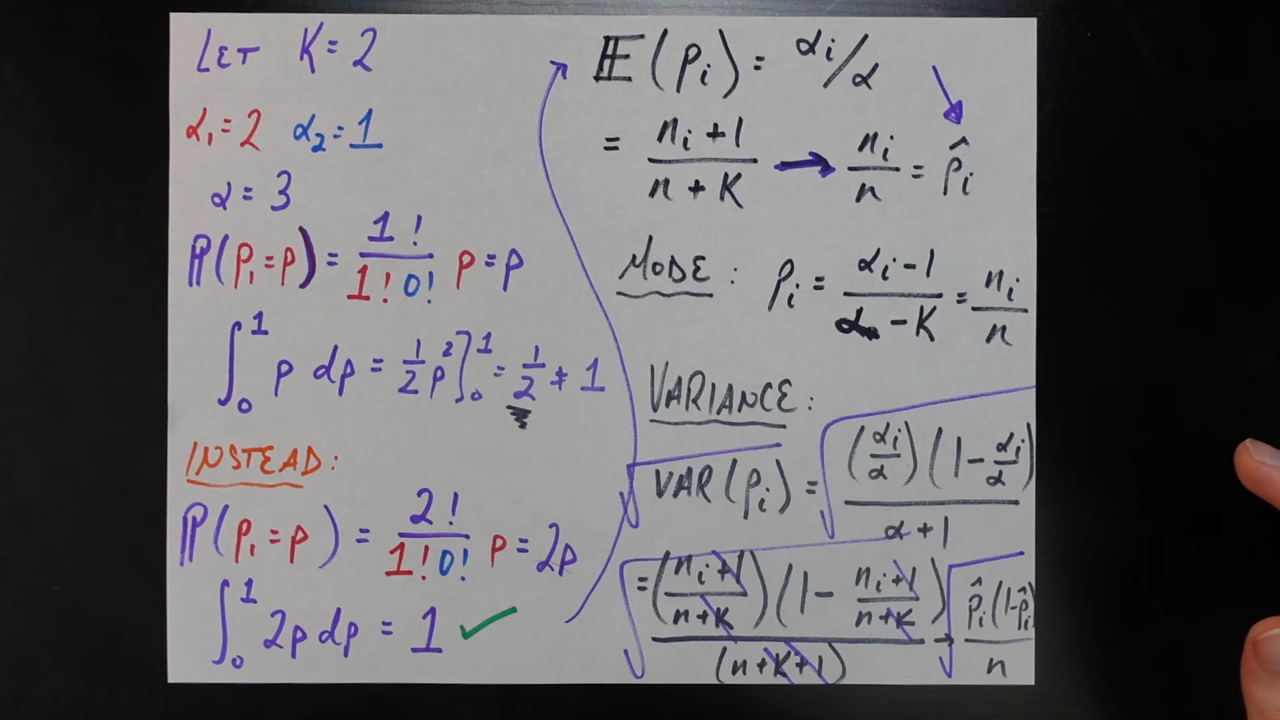 LET K=2
α₁=2 α₂=1
α=3
ℙ(p₁=p)= 1!/1!0! p=p
∫₀¹ p dp = 1/2 p²]₀¹ = 1/2 ≠ 1
INSTEAD:
ℙ(p₁=p) = 2!/1!0! p=2p
∫₀¹ 2p dp = 1 ✓
𝔼(pᵢ)= αᵢ/α
= nᵢ+1/n+K → nᵢ/n = p̂ᵢ
MODE: pᵢ = αᵢ-1/α-K = nᵢ/n
VARIANCE:
√VAR(pᵢ) = √(αᵢ/α)(1-αᵢ/α)/α+1
=√(nᵢ+1/n+K)(1-nᵢ+1/n+K)/(n+K+1) → √p̂ᵢ(1-p̂ᵢ)/n